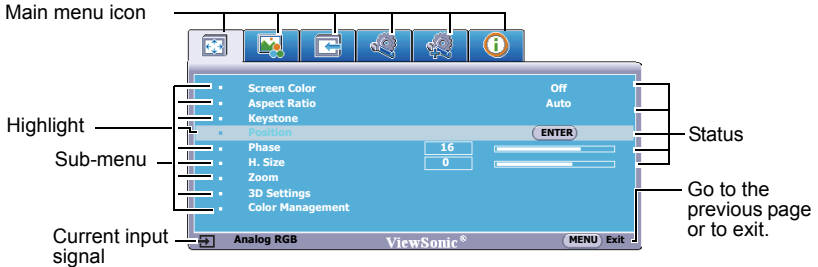 Main menu icon
Screen Color Off
Aspect Ratio Auto
Keystone
Highlight
Position ENTER
Status
Phase 16
Sub-menu
H. Size 0
Zoom
3D Settings
Color Management
Go to the
previous page
or to exit.
Current input
signal
Analog RGB ViewSonic® MENU Exit